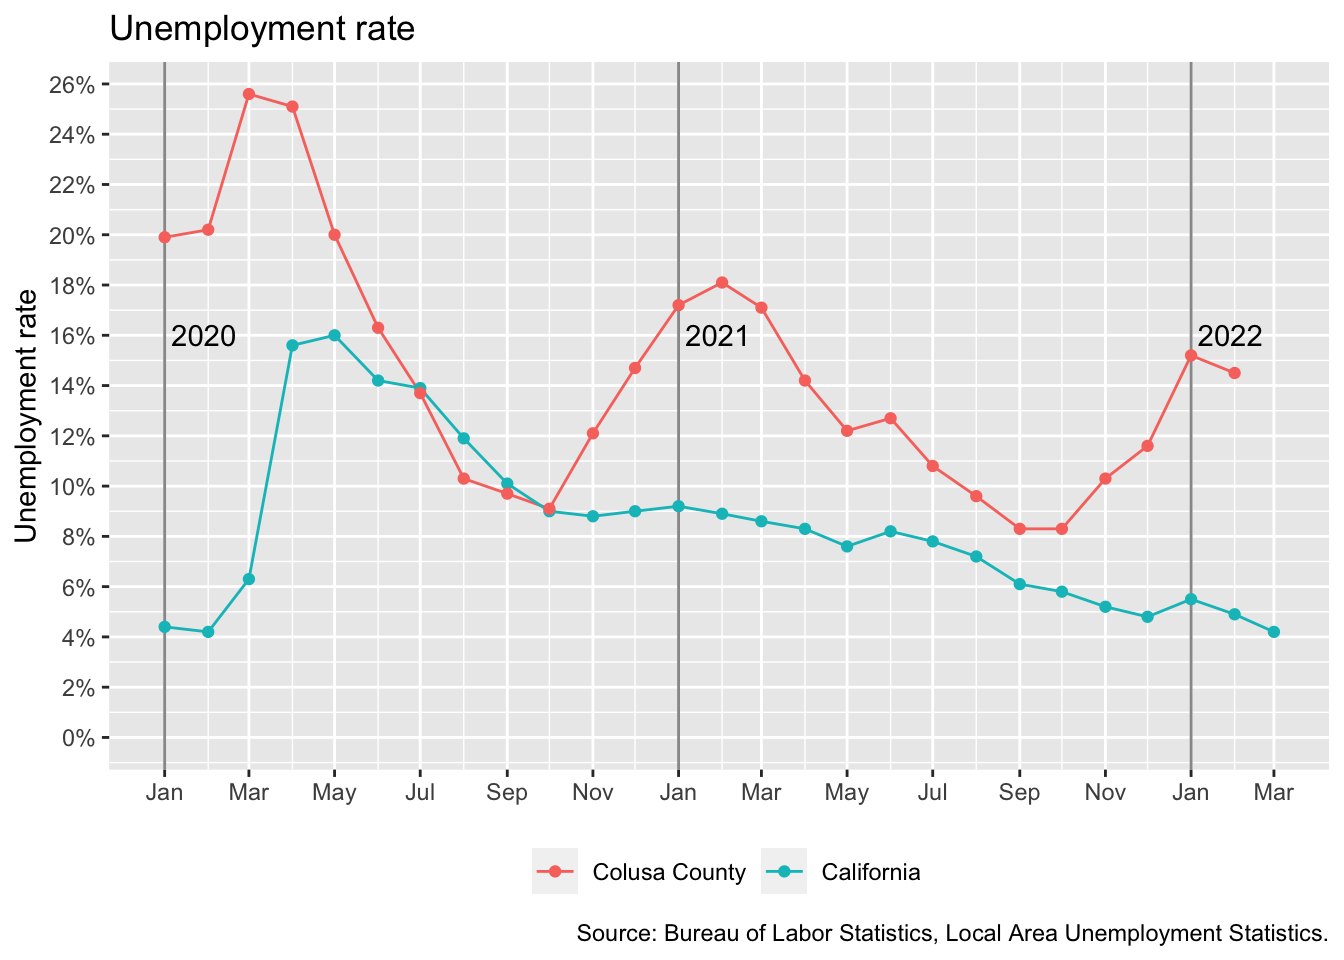 Unemployment rate
Unemployment rate
26%
24%
22%
20%
18%
16%
14%
12%
10%
8%
6%
4%
2%
0%
2020 2021 2022
Jan Mar May Jul Sep Nov Jan Mar May Jul Sep Nov Jan Mar
Colusa County California
Source: Bureau of Labor Statistics, Local Area Unemployment Statistics.